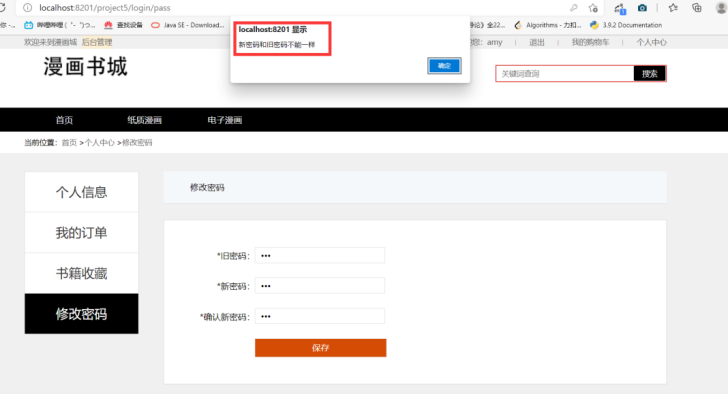 localhost:8201/project5/login/pass
哔哩哔哩 (゜-゜)つ...
查找设备
Java SE - Download...
全22...
Algorithms - 力扣...
3.9.2 Documentation
localhost:8201 显示
新密码和旧密码不能一样
确定
欢迎来到漫画城 后台管理
您: amy | 退出 | 我的购物车 | 个人中心
漫画书城
关键词查询
搜索
首页 纸质漫画 电子漫画
当前位置: 首页 >个人中心 >修改密码
个人信息
我的订单
书籍收藏
修改密码
修改密码
*旧密码: •••
*新密码: •••
*确认新密码: •••
保存